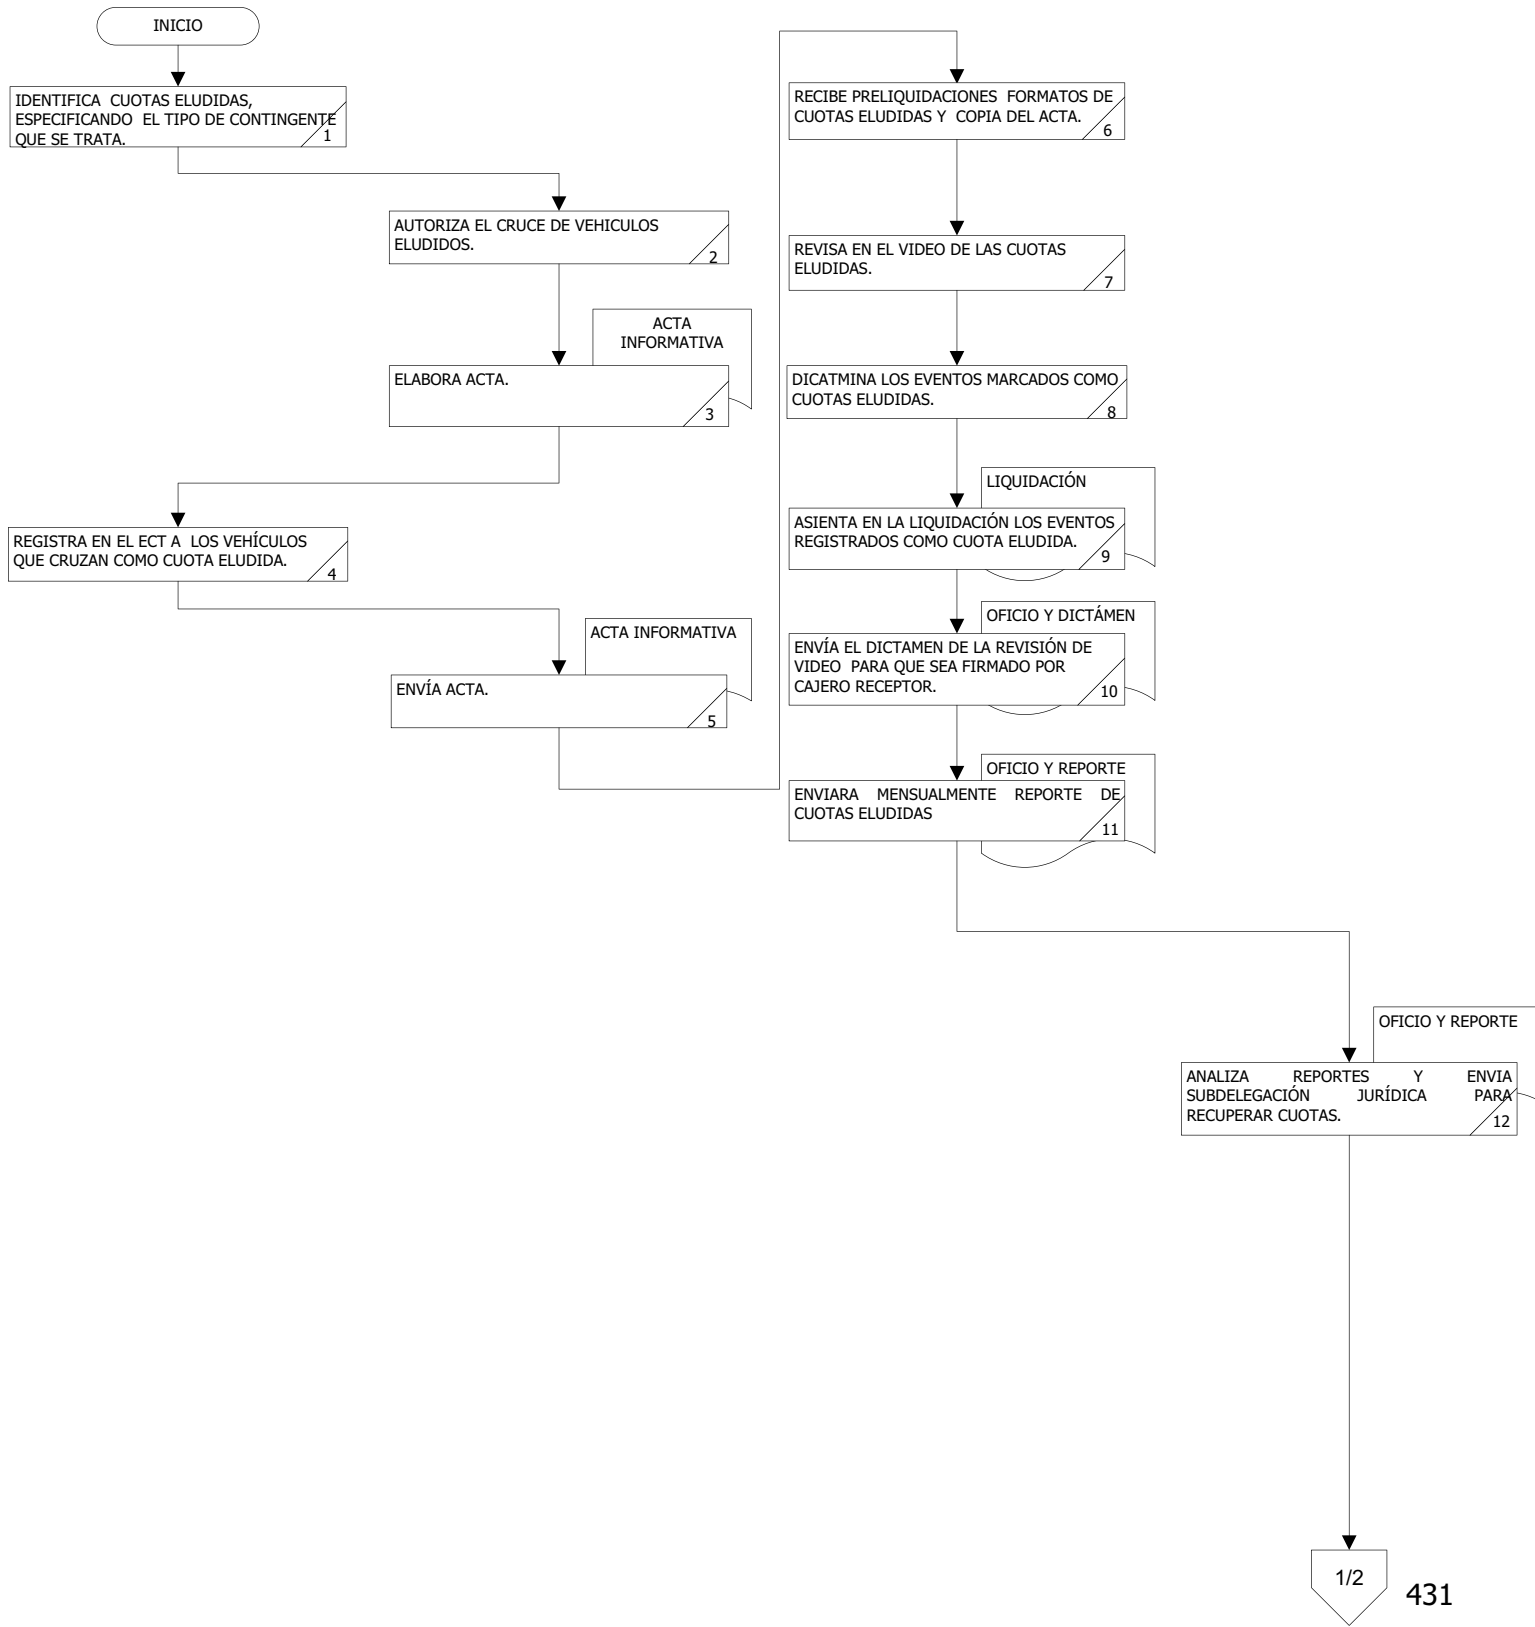 INICIO
IDENTIFICA CUOTAS ELUDIDAS,
ESPECIFICANDO EL TIPO DE CONTINGENTE
QUE SE TRATA.
1
AUTORIZA EL CRUCE DE VEHICULOS
ELUDIDOS.
2
ACTA
INFORMATIVA
ELABORA ACTA.
3
REGISTRA EN EL ECT A LOS VEHÍCULOS
QUE CRUZAN COMO CUOTA ELUDIDA.
4
ACTA INFORMATIVA
ENVÍA ACTA.
5
RECIBE PRELIQUIDACIONES FORMATOS DE
CUOTAS ELUDIDAS Y COPIA DEL ACTA.
6
REVISA EN EL VIDEO DE LAS CUOTAS
ELUDIDAS.
7
DICATMINA LOS EVENTOS MARCADOS COMO
CUOTAS ELUDIDAS.
8
LIQUIDACIÓN
ASIENTA EN LA LIQUIDACIÓN LOS EVENTOS
REGISTRADOS COMO CUOTA ELUDIDA.
9
OFICIO Y DICTÁMEN
ENVÍA EL DICTAMEN DE LA REVISIÓN DE
VIDEO PARA QUE SEA FIRMADO POR
CAJERO RECEPTOR.
10
OFICIO Y REPORTE
ENVIARA MENSUALMENTE REPORTE DE
CUOTAS ELUDIDAS
11
OFICIO Y REPORTE
ANALIZA REPORTES Y ENVIA
SUBDELEGACIÓN JURÍDICA PARA
RECUPERAR CUOTAS.
12
1/2
431